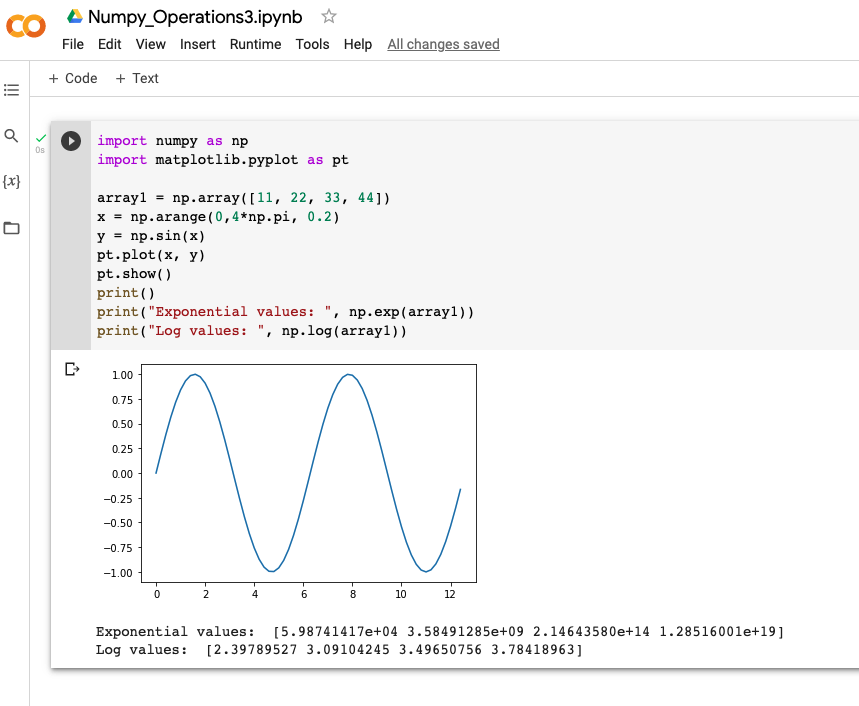 Numpy_Operations3.ipynb
File Edit View Insert Runtime Tools Help All changes saved
+ Code + Text
{x}
0s
import numpy as np
import matplotlib.pyplot as pt
array1 = np.array([11, 22, 33, 44])
x = np.arange(0,4*np.pi, 0.2)
y = np.sin(x)
pt.plot(x, y)
pt.show()
print()
print("Exponential values: ", np.exp(array1))
print("Log values: ", np.log(array1))
1.00
0.75
0.50
0.25
0.00
−0.25
−0.50
−0.75
−1.00
0 2 4 6 8 10 12
Exponential values:  [5.98741417e+04 3.58491285e+09 2.14643580e+14 1.28516001e+19]
Log values:  [2.39789527 3.09104245 3.49650756 3.78418963]